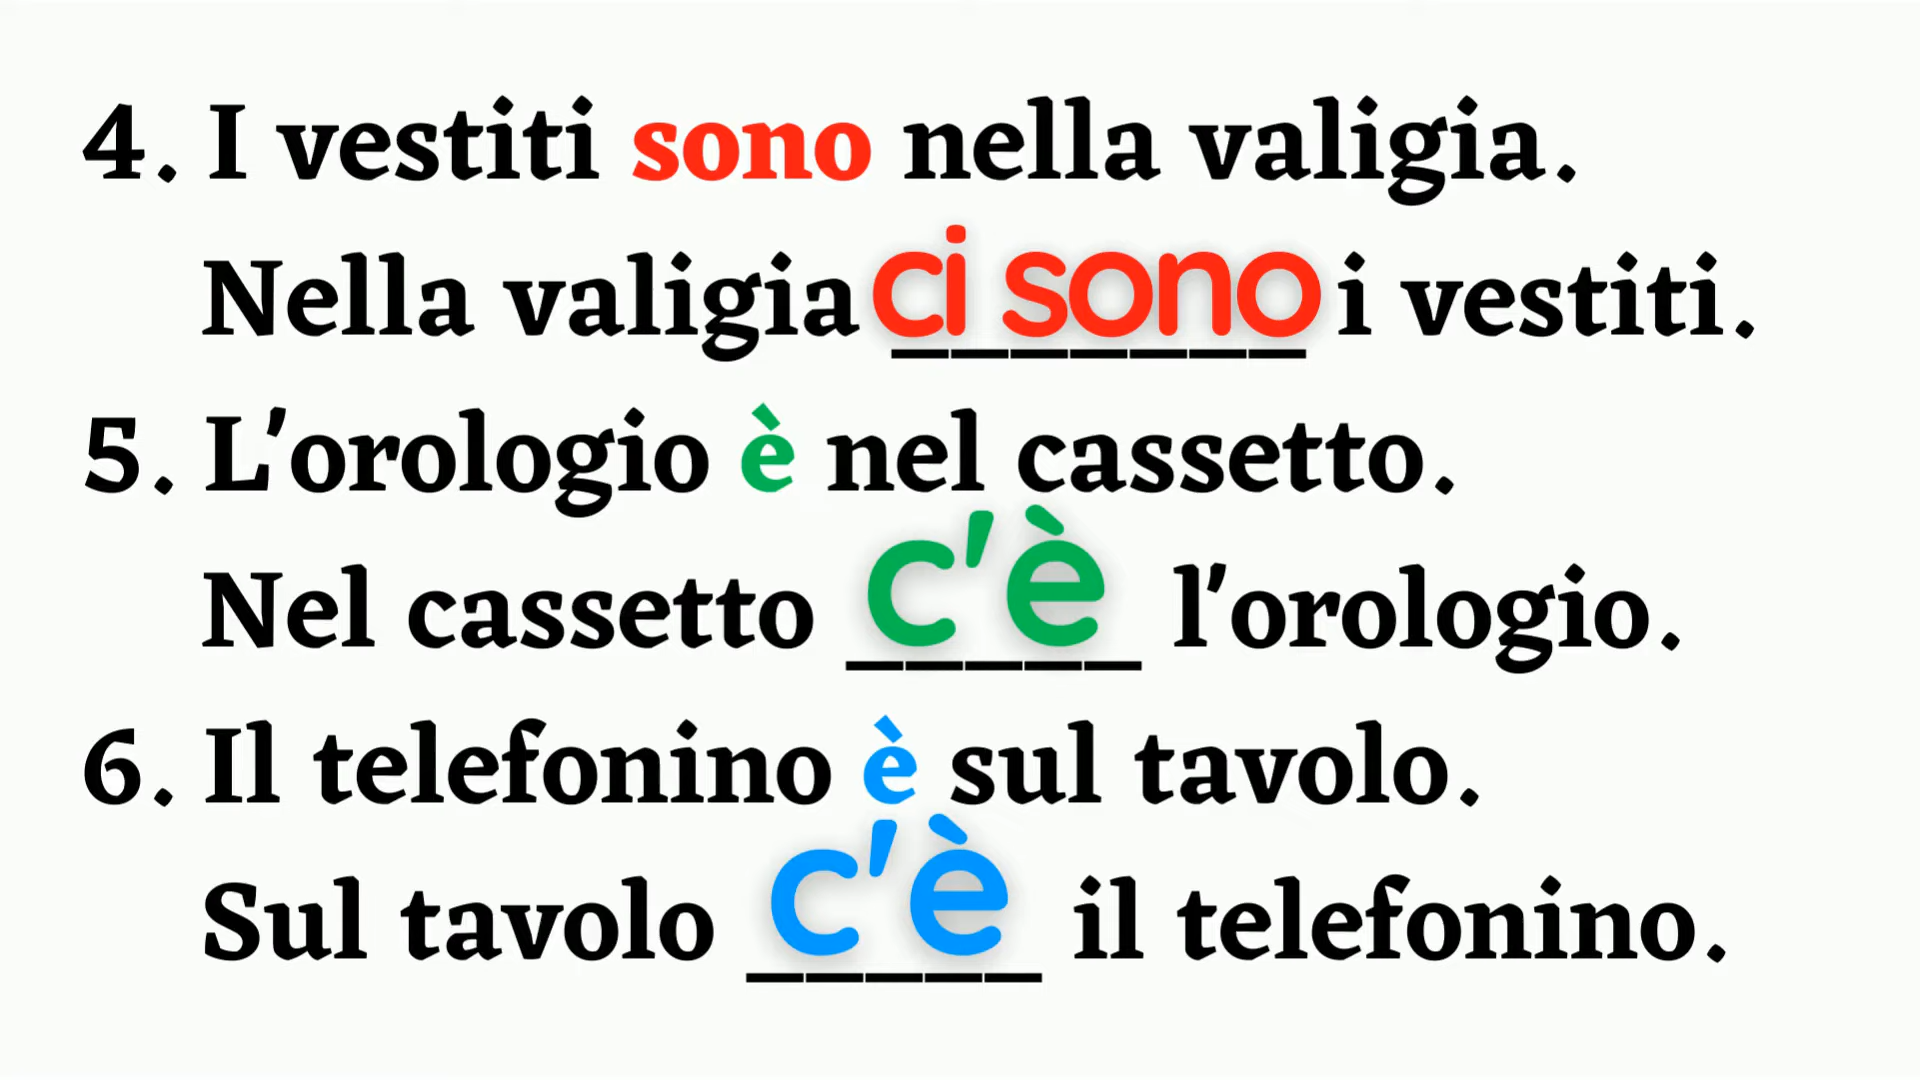 4. I vestiti sono nella valigia.
Nella valigia ci sono i vestiti.
5. L'orologio è nel cassetto.
Nel cassetto c'è l'orologio.
6. Il telefonino è sul tavolo.
Sul tavolo c'è il telefonino.